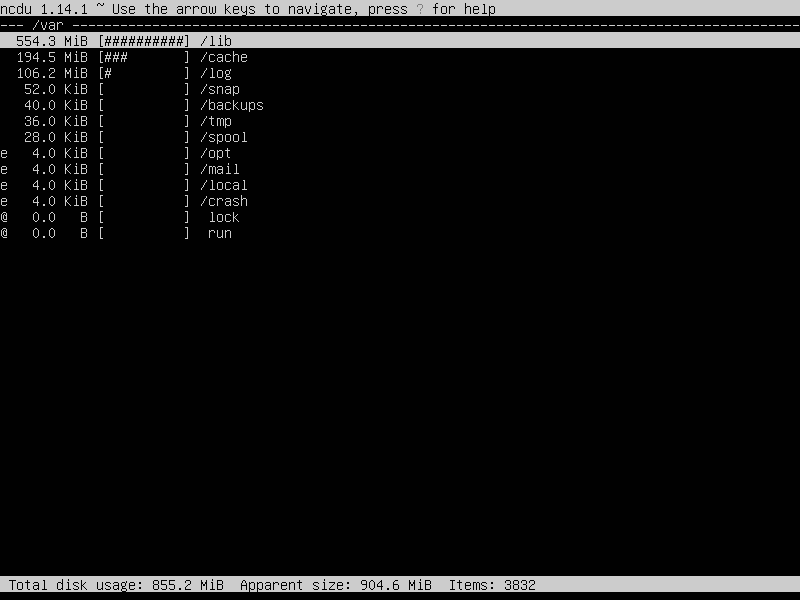 ncdu 1.14.1 ~ Use the arrow keys to navigate, press ? for help
--- /var ------------------------------------------------------------------------------------------
  554.3 MiB [##########] /lib
  194.5 MiB [###       ] /cache
  106.2 MiB [#         ] /log
   52.0 KiB [          ] /snap
   40.0 KiB [          ] /backups
   36.0 KiB [          ] /tmp
   28.0 KiB [          ] /spool
e   4.0 KiB [          ] /opt
e   4.0 KiB [          ] /mail
e   4.0 KiB [          ] /local
e   4.0 KiB [          ] /crash
@   0.0   B [          ]  lock
@   0.0   B [          ]  run
Total disk usage: 855.2 MiB  Apparent size: 904.6 MiB  Items: 3832